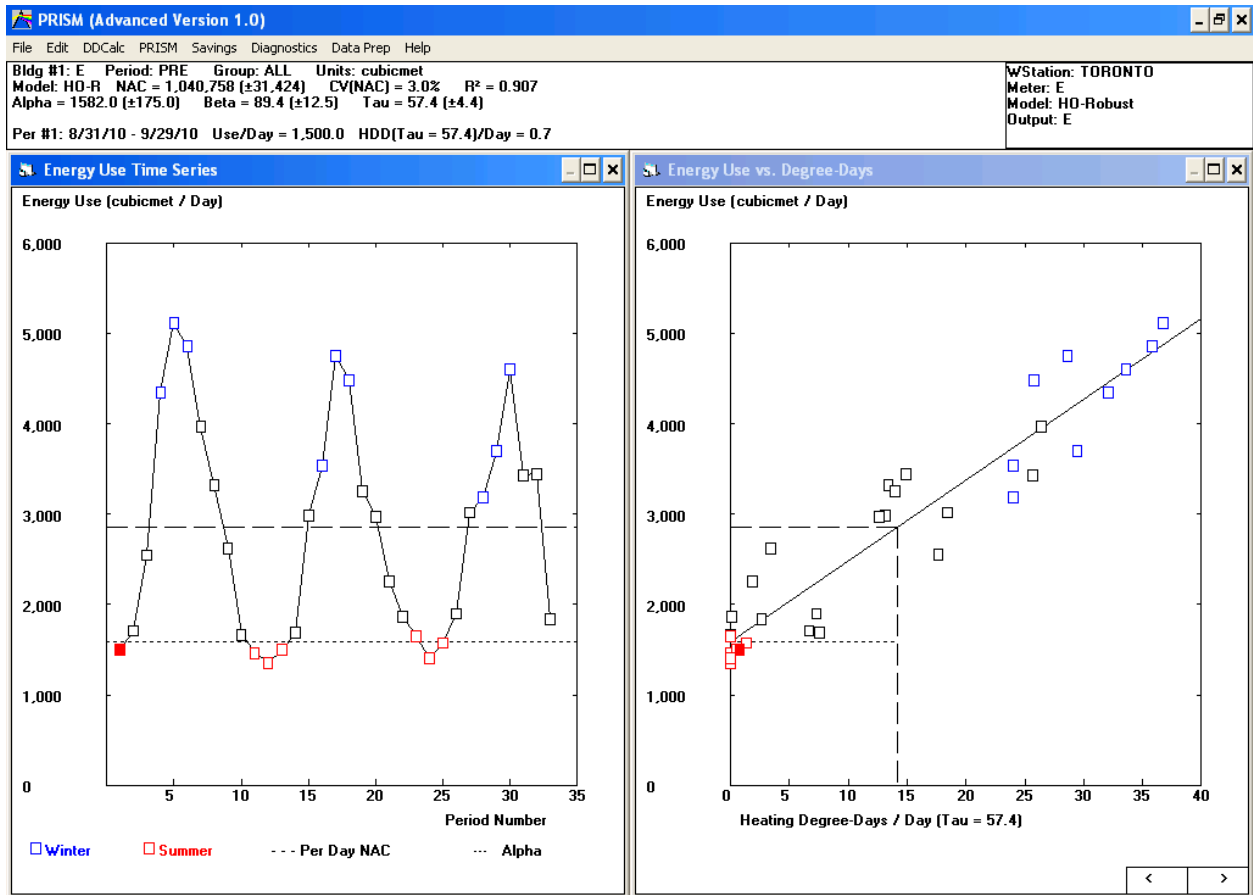 PRISM (Advanced Version 1.0)
File Edit DDCalc PRISM Savings Diagnostics Data Prep Help
Bldg #1: E Period: PRE Group: ALL Units: cubicmet
Model: HO-R NAC = 1,040,758 (±31,424) CV(NAC) = 3.0% R² = 0.907
Alpha = 1582.0 (±175.0) Beta = 89.4 (±12.5) Tau = 57.4 (±4.4)
Per #1: 8/31/10 - 9/29/10 Use/Day = 1,500.0 HDD(Tau = 57.4)/Day = 0.7
WStation: TORONTO
Meter: E
Model: HO-Robust
Output: E
Energy Use Time Series
Energy Use (cubicmet / Day)
6,000
5,000
4,000
3,000
2,000
1,000
0
5 10 15 20 25 30 35
Period Number
Winter Summer - - - Per Day NAC --- Alpha
Energy Use vs. Degree-Days
Energy Use (cubicmet / Day)
6,000
5,000
4,000
3,000
2,000
1,000
0
0 5 10 15 20 25 30 35 40
Heating Degree-Days / Day (Tau = 57.4)
< >